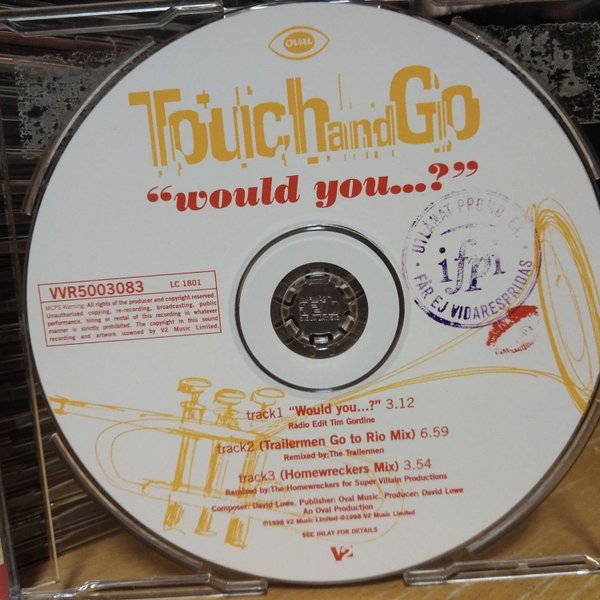 OVAL
Touch and Go
“would you...?”
UTLÅNAT PROMO. EX.
ifpi
FÅR EJ VIDARESPRIDAS
VVR5003083 LC 1801
MCPS Warning: All rights of the producer and copyright reserved.
Unauthorised copying, re-recording, broadcasting, public
performance, hiring or rental of this recording in whatever
manner is strictly prohibited. The copyright in this sound
recording and artwork isowned by V2 Music Limited.
track1 “Would you...?” 3.12
Radio Edit Tim Gordine
track2 (Trailermen Go to Rio Mix) 6.59
Remixed by:The Trailermen
track3 (Homewreckers Mix) 3.54
Remixed by:The Homewreckers for Super Villain Productions
Composer: David Lowe. Publisher: Oval Music. Producer: David Lowe
An Oval Production
℗1998 V2 Music Limited ©1998 V2 Music Limited
SEE INLAY FOR DETAILS
V2